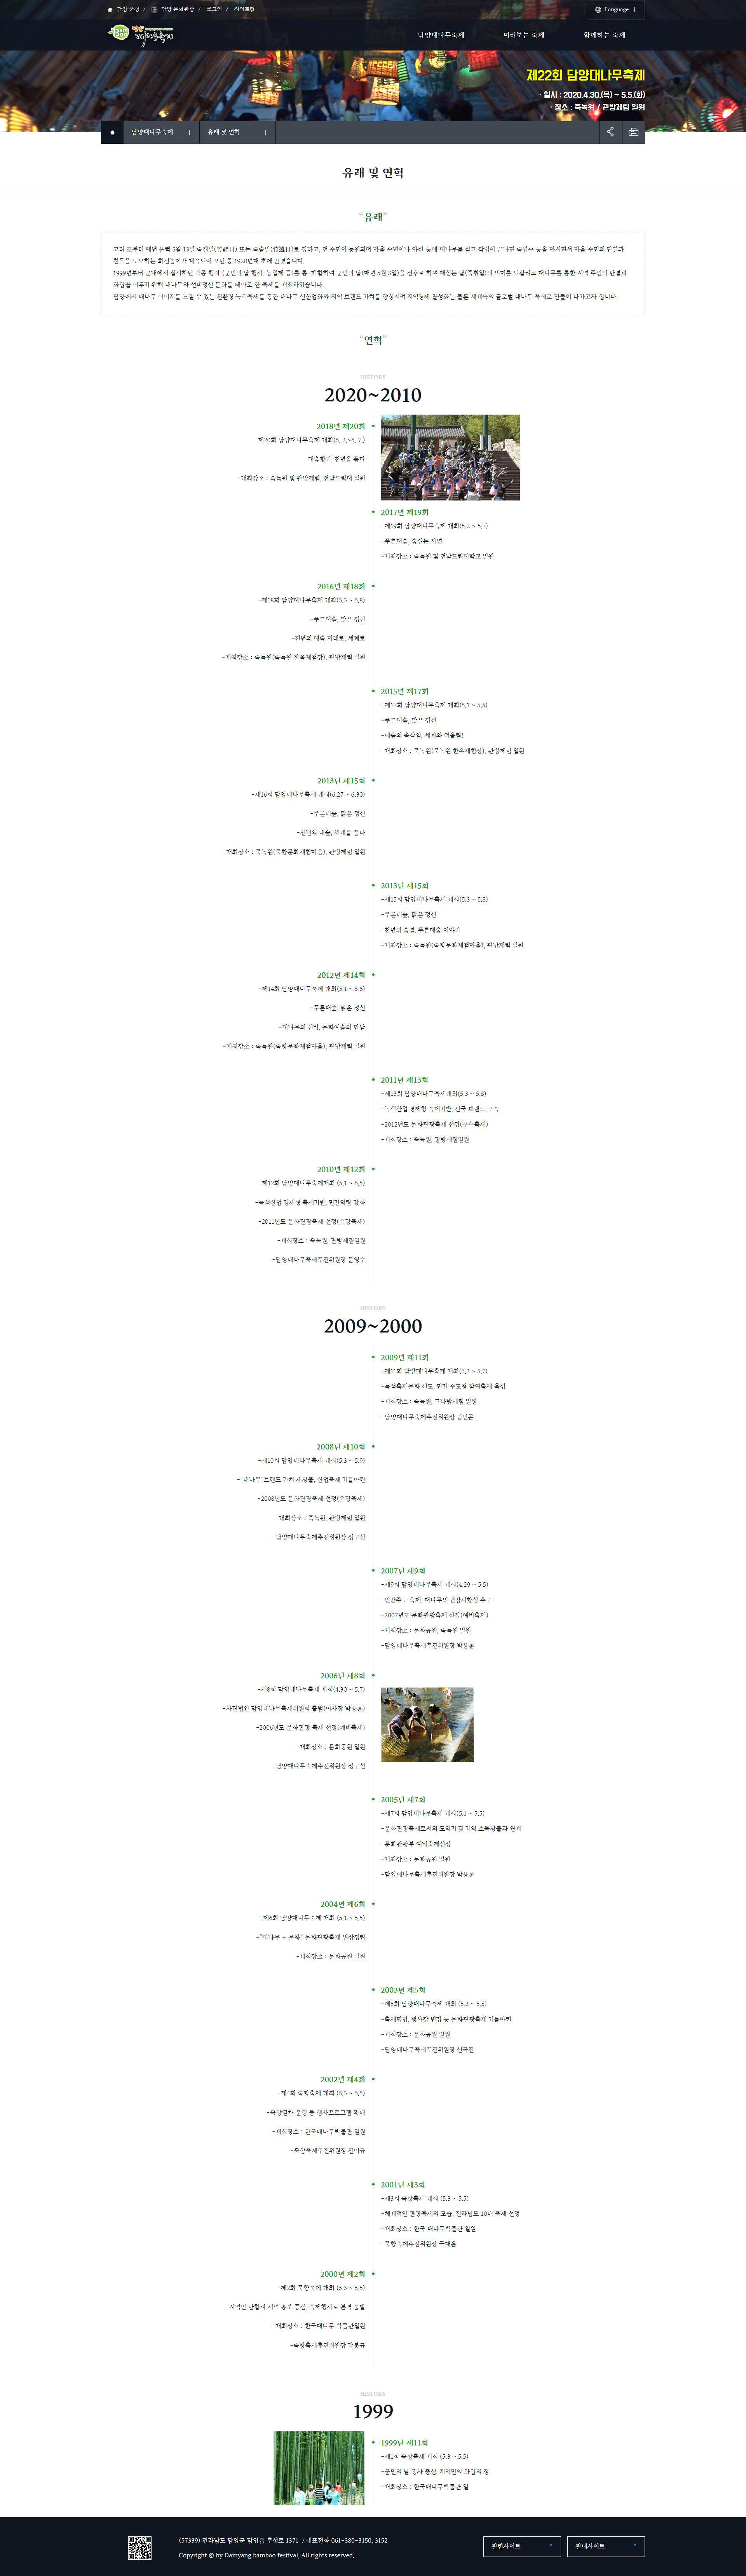 담양 군청 / 담양 문화관광 / 로그인 / 사이트맵
Language ↓
담양대나무축제 미리보는 축제 함께하는 축제
제22회 담양대나무축제
· 일시 : 2020.4.30.(목) ~ 5.5.(화)
· 장소 : 죽녹원 / 관방제림 일원
담양대나무축제 ↓ 유래 및 연혁 ↓
유래 및 연혁
“유래”
고려 초부터 매년 음력 5월 13일 죽취일(竹醉日) 또는 죽술일(竹述日)로 정하고, 전 주민이 동원되어 마을 주변이나 야산 등에 대나무를 심고 작업이 끝나면 죽엽주 등을 마시면서 마을 주민의 단결과
친목을 도모하는 화전놀이가 계속되어 오던 중 1920년대 초에 끊겼습니다.
1999년부터 군내에서 실시하던 각종 행사 (군민의 날 행사, 농업제 등)를 통·폐합하여 군민의 날(매년 5월 3일)을 전후로 하여 대심는 날(죽취일)의 의미를 되살리고 대나무를 통한 지역 주민의 단결과
화합을 이루기 위해 대나무와 선비정신 문화를 테마로 한 축제를 개최하였습니다.
담양에서 대나무 이미지를 느낄 수 있는 친환경 녹색축제를 통한 대나무 신산업화와 지역 브랜드 가치를 향상시켜 지역경제 활성화는 물론 세계속의 글로벌 대나무 축제로 만들어 나가고자 합니다.
“연혁”
HISTORY
2020~2010
2018년 제20회
-제20회 담양대나무축제 개최(5, 2.~5, 7.)
-대숲향기, 천년을 품다
-개최장소 : 죽녹원 및 관방제림, 전남도립대 일원
2017년 제19회
-제19회 담양대나무축제 개최(5.2 ~ 5.7)
-푸른대숲, 숨쉬는 자연
-개최장소 : 죽녹원 및 전남도립대학교 일원
2016년 제18회
-제18회 담양대나무축제 개최(5.3 ~ 5.8)
-푸른대숲, 맑은 정신
-천년의 대숲 미래로, 세계로
-개최장소 : 죽녹원(죽녹원 한옥체험장), 관방제림 일원
2015년 제17회
-제17회 담양대나무축제 개최(5.1 ~ 5.5)
-푸른대숲, 맑은 정신
-대숲의 속삭임, 세계와 어울림!
-개최장소 : 죽녹원(죽녹원 한옥체험장), 관방제림 일원
2013년 제15회
-제16회 담양대나무축제 개최(6.27 ~ 6.30)
-푸른대숲, 맑은 정신
-천년의 대숲, 세계를 품다
-개최장소 : 죽녹원(죽향문화체험마을), 관방제림 일원
2013년 제15회
-제15회 담양대나무축제 개최(5.3 ~ 5.8)
-푸른대숲, 맑은 정신
-천년의 숨결, 푸른대숲 이야기
-개최장소 : 죽녹원(죽향문화체험마을), 관방제림 일원
2012년 제14회
-제14회 담양대나무축제 개최(5.1 ~ 5.6)
-푸른대숲, 맑은 정신
-대나무의 신비, 문화예술의 만남
-개최장소 : 죽녹원(죽향문화체험마을), 관방제림 일원
2011년 제13회
-제13회 담양대나무축제개최(5.3 ~ 5.8)
-녹색산업 경제형 축제기반, 전국 브랜드 구축
-2012년도 문화관광축제 선정(우수축제)
-개최장소 : 죽녹원, 광방제림일원
2010년 제12회
-제12회 담양대나무축제개최 (5.1 ~ 5.5)
-녹색산업 경제형 축제기반, 민간역량 강화
-2011년도 문화관광축제 선정(유망축제)
-개최장소 : 죽녹원, 관방제림일원
-담양대나무축제추진위원장 문영수
HISTORY
2009~2000
2009년 제11회
-제11회 담양대나무축제 개최(5.2 ~ 5.7)
-녹색축제문화 선도, 민간 주도형 참여축제 육성
-개최장소 : 죽녹원, 고나방제림 일원
-담양대나무축제추진위원장 김민곤
2008년 제10회
-제10회 담양대나무축제 개최(5.3 ~ 5.9)
-“대나무”브랜드 가치 재창출, 산업축제 기틀마련
-2008년도 문화관광축제 선정(유망축제)
-개최장소 : 죽녹원, 관방제림 일원
-담양대나무축제추진위원장 정구선
2007년 제9회
-제9회 담양대나무축제 개최(4.29 ~ 5.5)
-민간주도 축제, 대나무의 건강지향성 추구
-2007년도 문화관광축제 선정(예비축제)
-개최장소 : 문화공원, 죽녹원 일원
-담양대나무축제추진위원장 박용훈
2006년 제8회
-제8회 담양대나무축제 개최(4.30 ~ 5.7)
-사단법인 담양대나무축제위원회 출범(이사장 박용훈)
-2006년도 문화관광 축제 선정(예비축제)
-개최장소 : 문화공원 일원
-담양대나무축제추진위원장 정구선
2005년 제7회
-제7회 담양대나무축제 개최(5.1 ~ 5.5)
-문화관광축제로서의 도약기 및 기역 소득창출과 연계
-문화관광부 예비축제선정
-개최장소 : 문화공원 일원
-담양대나무축제추진위원장 박용훈
2004년 제6회
-제6회 담양대나무축제 개최 (5.1 ~ 5.5)
-“대나무 + 문화” 문화관광축제 위상정립
-개최장소 : 문화공원 일원
2003년 제5회
-제5회 담양대나무축제 개최 (5.2 ~ 5.5)
-축제명칭, 행사장 변경 등 문화관광축제 기틀마련
-개최장소 : 문화공원 일원
-담양대나무축제추진위원장 신복진
2002년 제4회
-제4회 죽향축제 개최 (5.3 ~ 5.5)
-죽향열차 운행 등 행사프로그램 확대
-개최장소 : 한국대나무박물관 일원
-죽향축제추진위원장 전이규
2001년 제3회
-제3회 죽향축제 개최 (5.3 ~ 5.5)
-체계적인 관광축제의 모습, 전라남도 10대 축제 선정
-개최장소 : 한국 대나무박물관 일원
-죽향축제추진위원장 국대윤
2000년 제2회
-제2회 죽향축제 개최 (5.3 ~ 5.5)
-지역민 단합과 지역 홍보 중심, 축제행사로 본격 출발
-개최장소 : 한국대나무 박물관일원
-죽향축제추진위원장 강봉규
HISTORY
1999
1999년 제11회
-제1회 죽향축제 개최 (5.3 ~ 5.5)
-군민의 날 행사 중심, 지역민의 화합의 장
-개최장소 : 한국대나무박물관 일
(57339) 전라남도 담양군 담양읍 추성로 1371 / 대표전화 061-380-3150, 3152
Copyright © by Damyang bamboo festival, All rights reserved.
관련사이트 ↑ 관내사이트 ↑